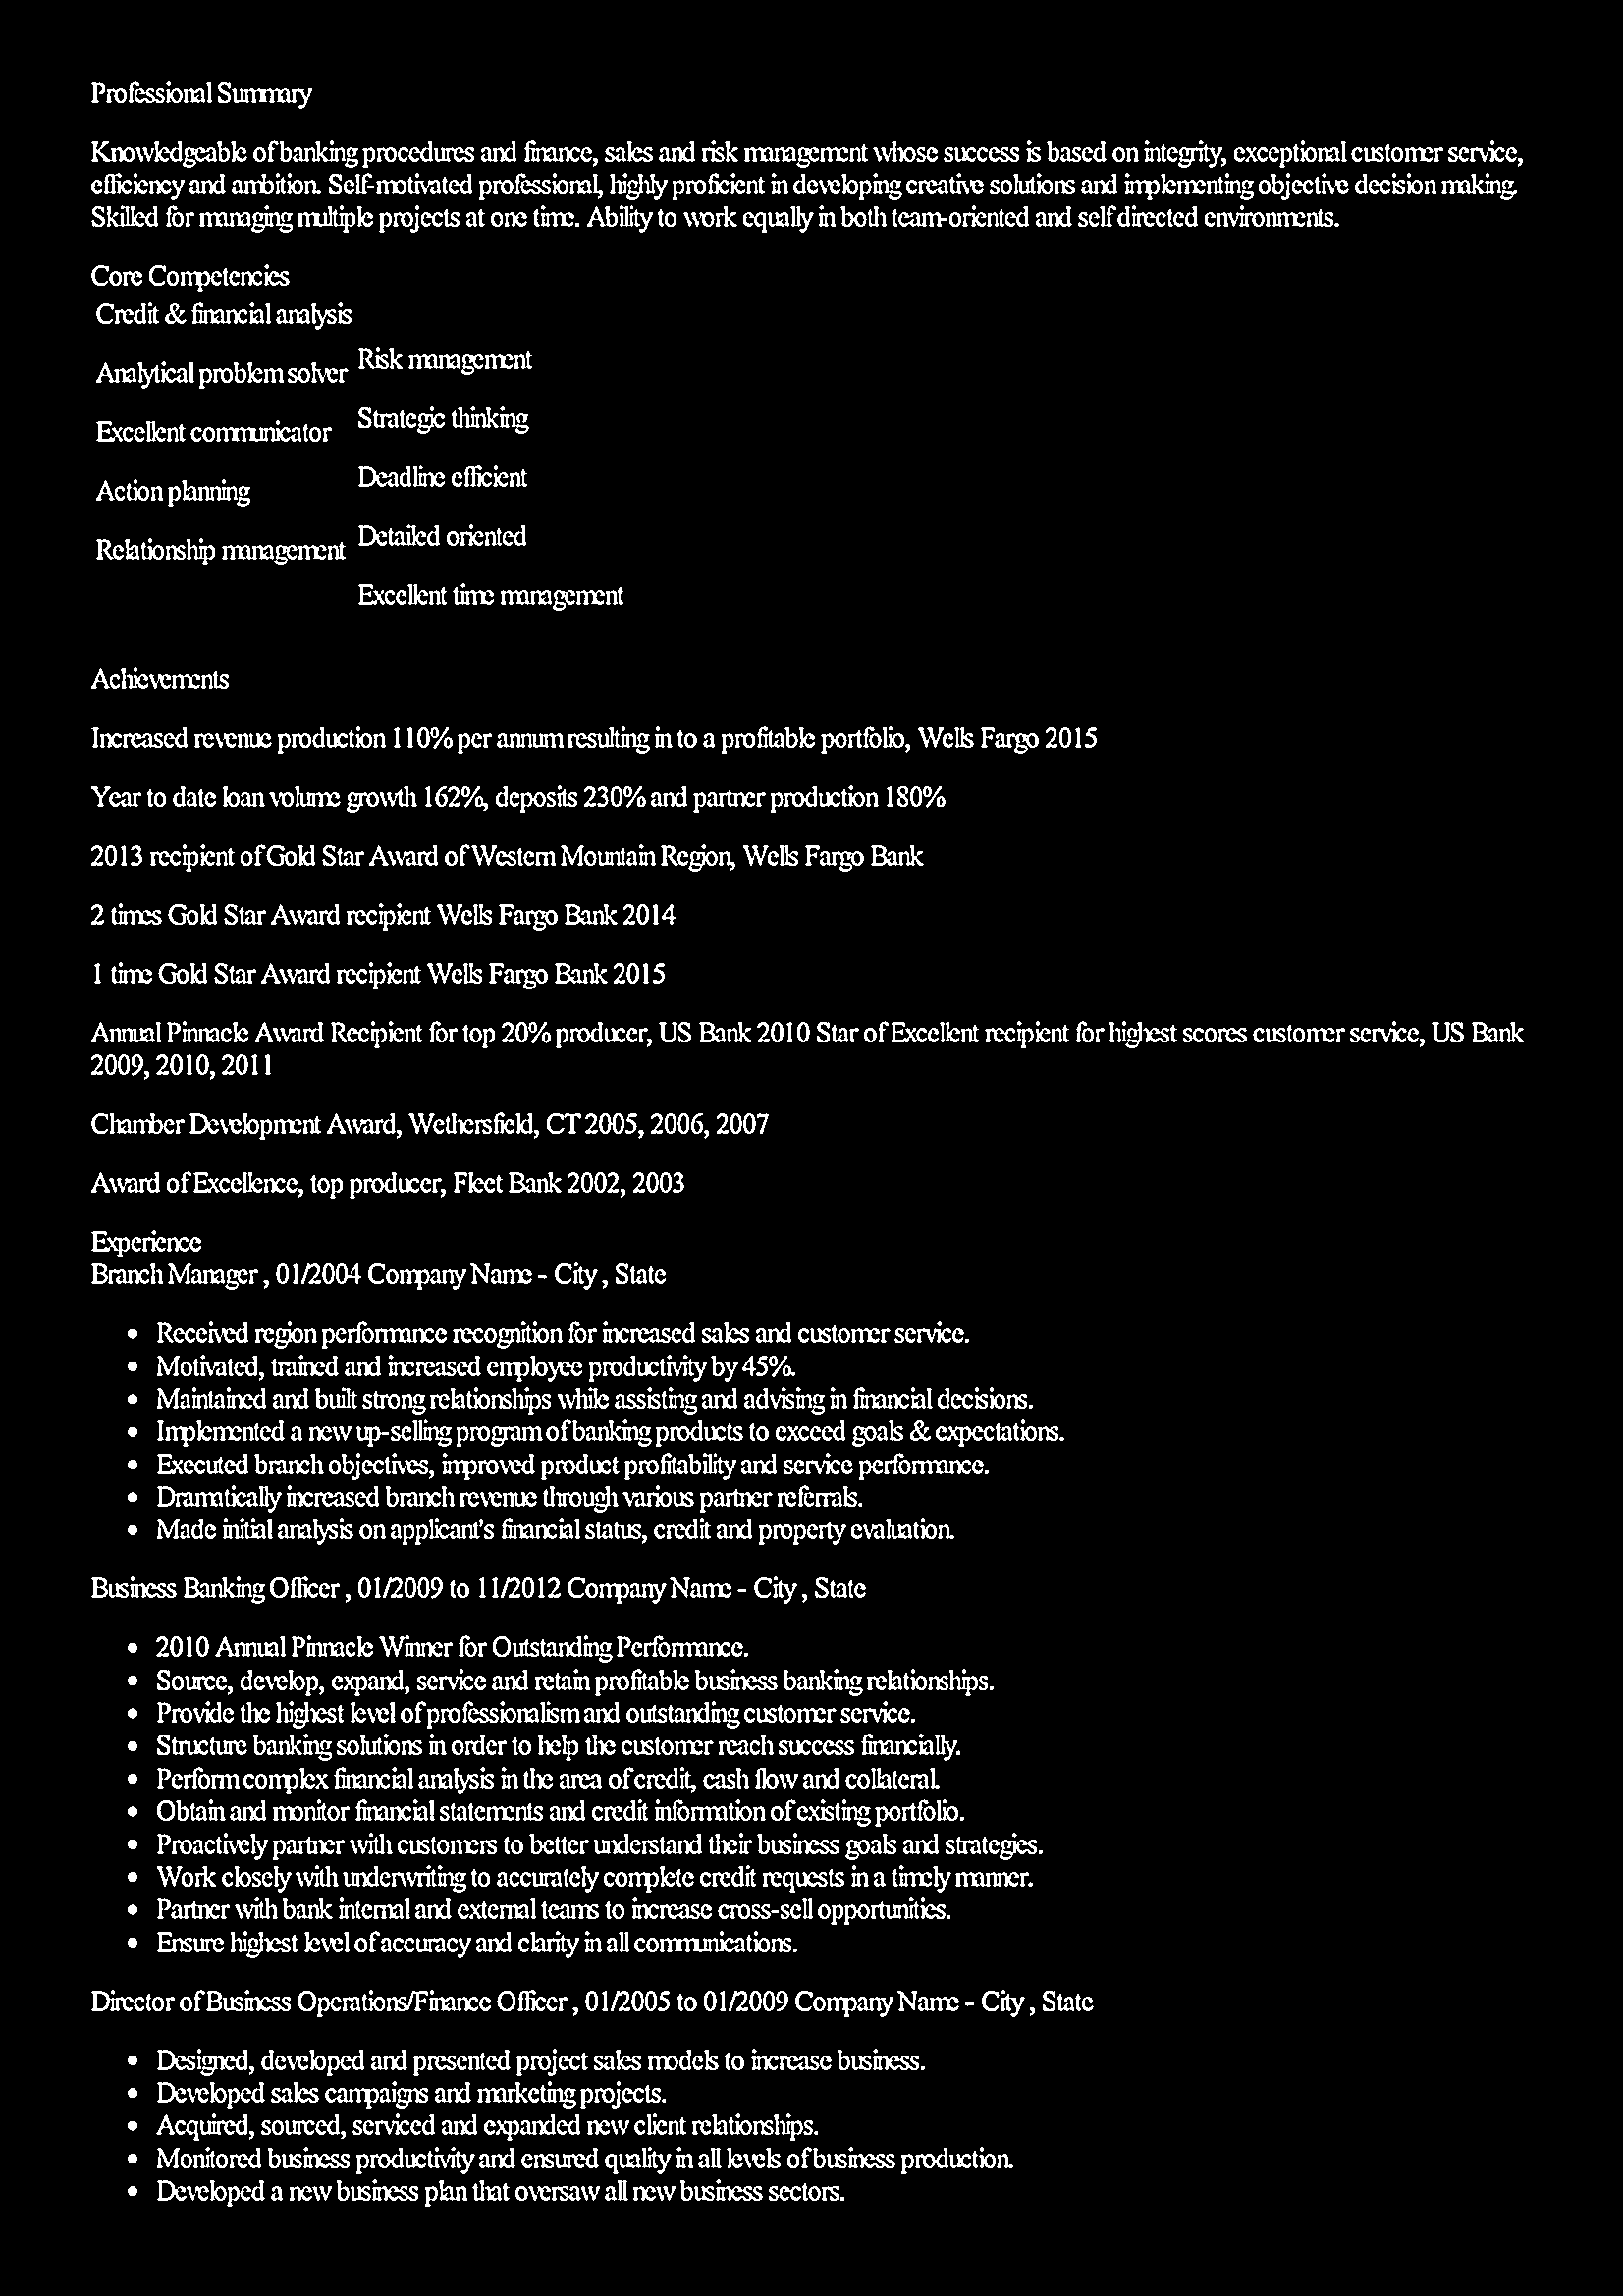 Professional Summary
Knowledgeable of banking procedures and finance, sales and risk management whose success is based on integrity, exceptional customer service,
efficiency and ambition. Self-motivated professional, highly proficient in developing creative solutions and implementing objective decision making.
Skilled for managing multiple projects at one time. Ability to work equally in both team-oriented and self directed environments.
Core Competencies
Credit & financial analysis
Analytical problem solver
Excellent communicator
Action planning
Relationship management
Risk management
Strategic thinking
Deadline efficient
Detailed oriented
Excellent time management
Achievements
Increased revenue production 110% per annum resulting in to a profitable portfolio, Wells Fargo 2015
Year to date loan volume growth 162%, deposits 230% and partner production 180%
2013 recipient of Gold Star Award of Western Mountain Region, Wells Fargo Bank
2 times Gold Star Award recipient Wells Fargo Bank 2014
1 time Gold Star Award recipient Wells Fargo Bank 2015
Annual Pinnacle Award Recipient for top 20% producer, US Bank 2010 Star of Excellent recipient for highest scores customer service, US Bank
2009, 2010, 2011
Chamber Development Award, Wethersfield, CT 2005, 2006, 2007
Award of Excellence, top producer, Fleet Bank 2002, 2003
Experience
Branch Manager , 01/2004 Company Name - City , State
• Received region performance recognition for increased sales and customer service.
• Motivated, trained and increased employee productivity by 45%.
• Maintained and built strong relationships while assisting and advising in financial decisions.
• Implemented a new up-selling program of banking products to exceed goals & expectations.
• Executed branch objectives, improved product profitability and service performance.
• Dramatically increased branch revenue through various partner referrals.
• Made initial analysis on applicant's financial status, credit and property evaluation.
Business Banking Officer , 01/2009 to 11/2012 Company Name - City , State
• 2010 Annual Pinnacle Winner for Outstanding Performance.
• Source, develop, expand, service and retain profitable business banking relationships.
• Provide the highest level of professionalism and outstanding customer service.
• Structure banking solutions in order to help the customer reach success financially.
• Perform complex financial analysis in the area of credit, cash flow and collateral.
• Obtain and monitor financial statements and credit information of existing portfolio.
• Proactively partner with customers to better understand their business goals and strategies.
• Work closely with underwriting to accurately complete credit requests in a timely manner.
• Partner with bank internal and external teams to increase cross-sell opportunities.
• Ensure highest level of accuracy and clarity in all communications.
Director of Business Operations/Finance Officer , 01/2005 to 01/2009 Company Name - City , State
• Designed, developed and presented project sales models to increase business.
• Developed sales campaigns and marketing projects.
• Acquired, sourced, serviced and expanded new client relationships.
• Monitored business productivity and ensured quality in all levels of business production.
• Developed a new business plan that oversaw all new business sectors.